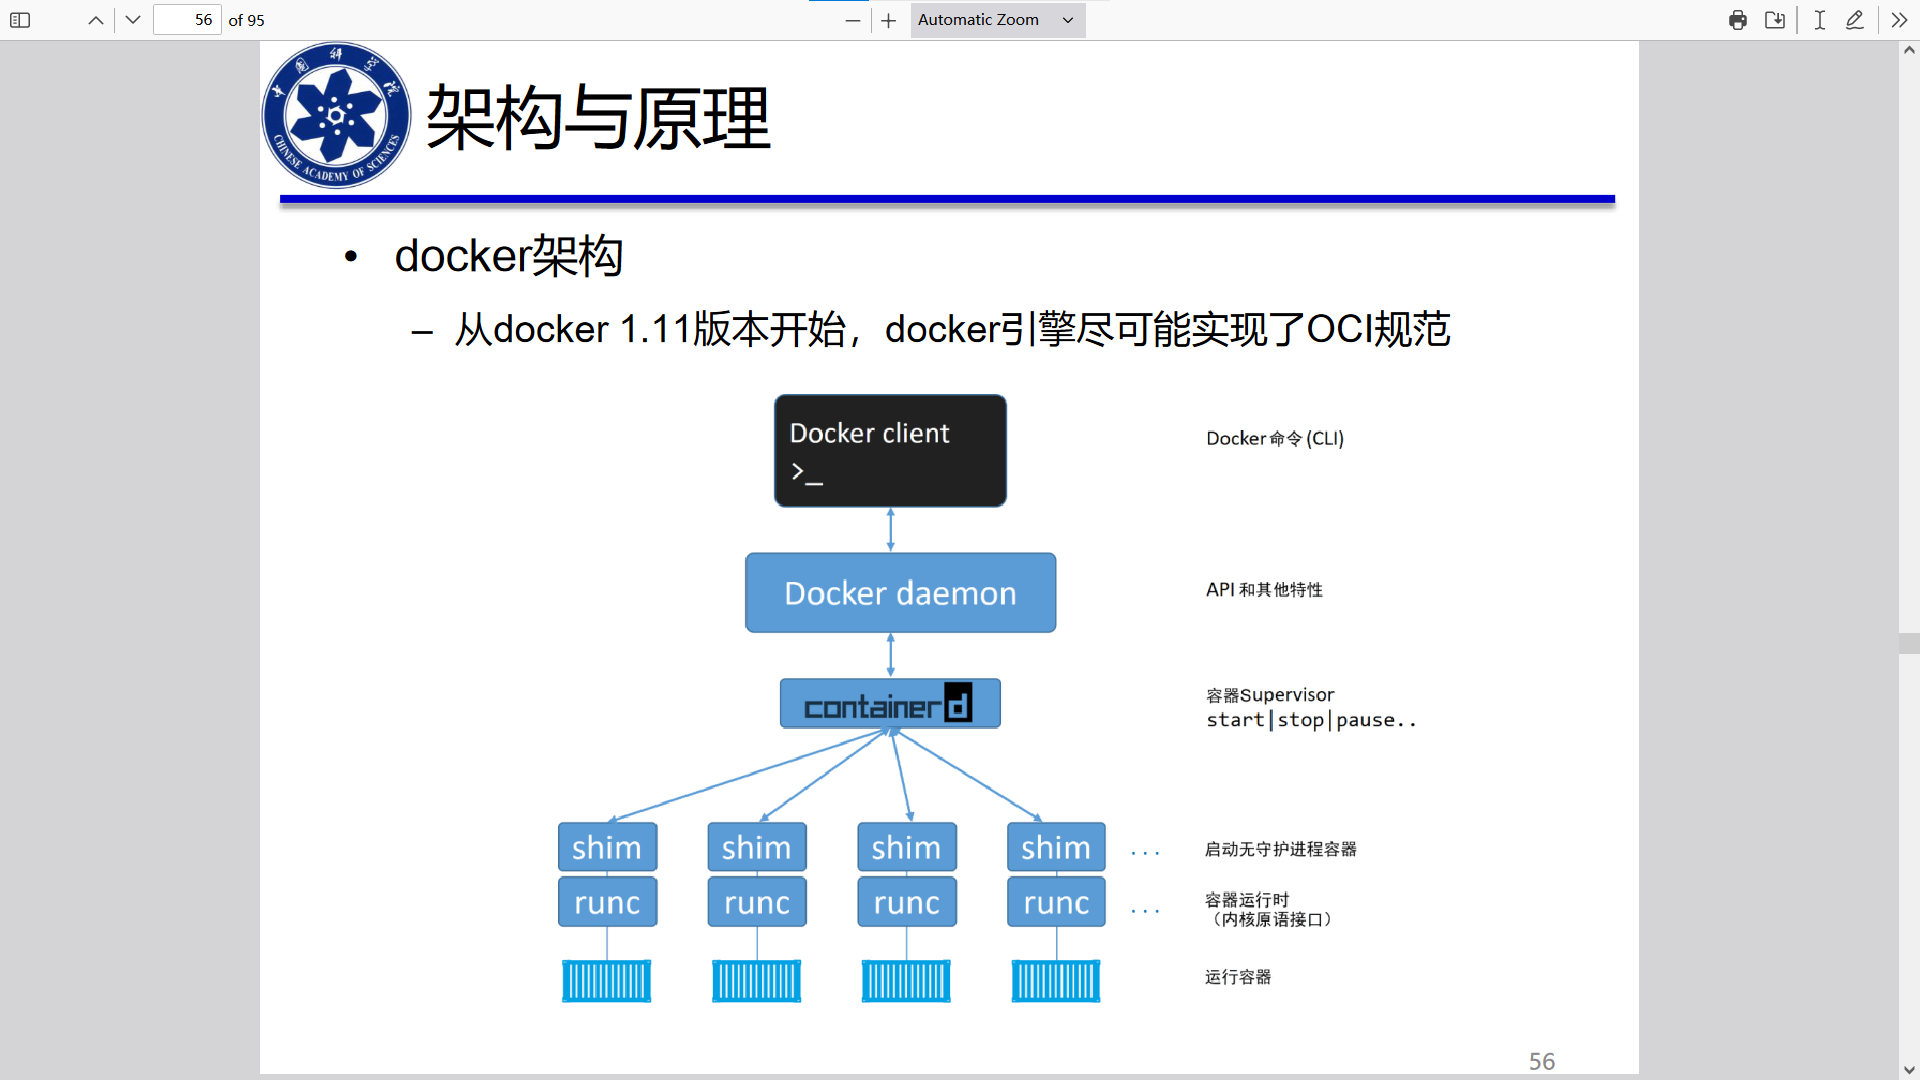 56 of 95
Automatic Zoom
中国科学院
CHINESE ACADEMY OF SCIENCES
架构与原理
• docker架构
– 从docker 1.11版本开始，docker引擎尽可能实现了OCI规范
Docker client
>_
Docker 命令 (CLI)
Docker daemon
API 和其他特性
containerd
容器Supervisor
start|stop|pause..
shim shim shim shim ... 启动无守护进程容器
runc runc runc runc ... 容器运行时
（内核原语接口）
运行容器
56